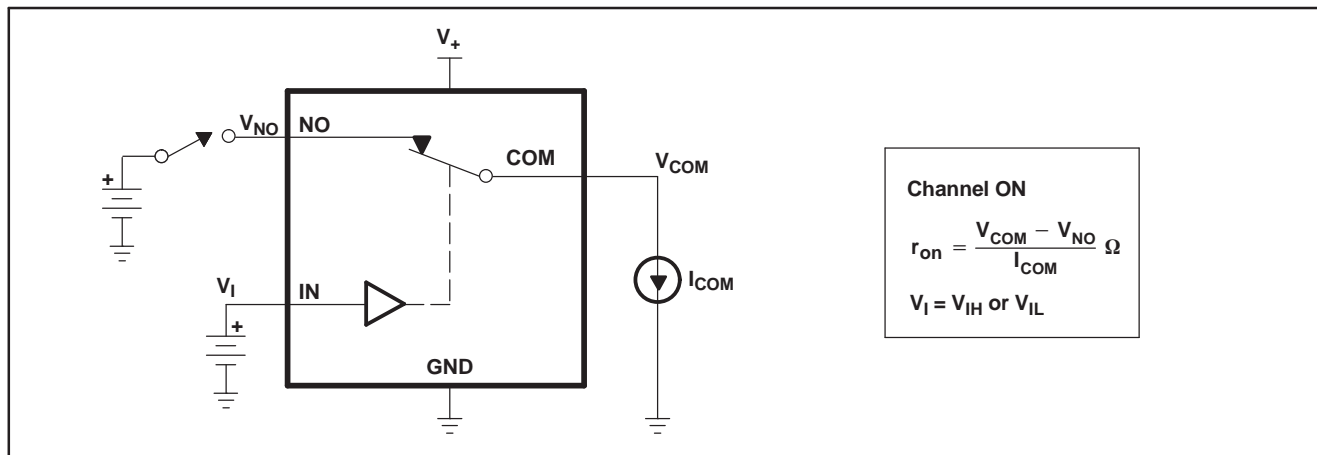 V+
VNO NO
COM
VCOM
+
Channel ON
ron = VCOM − VNO / ICOM Ω
VI = VIH or VIL
ICOM
VI IN
+
GND